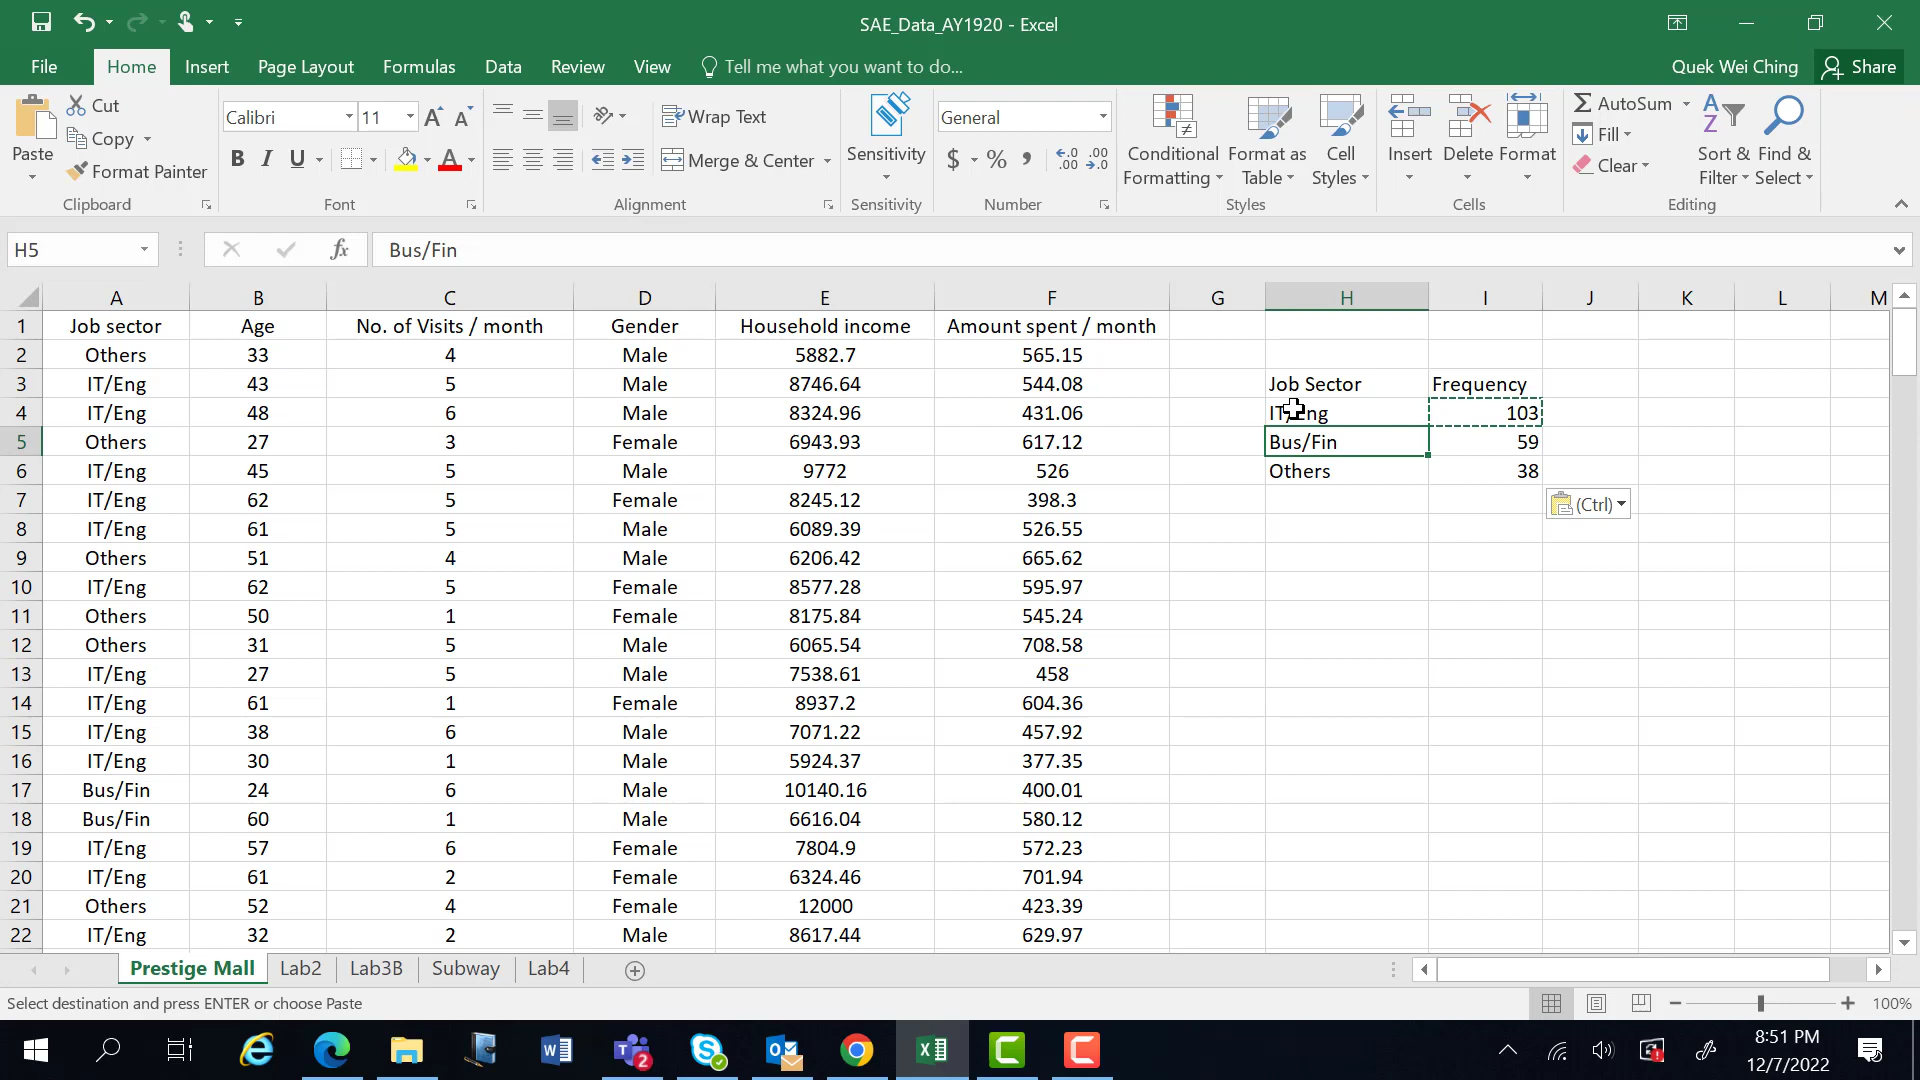 SAE_Data_AY1920 - Excel
File Home Insert Page Layout Formulas Data Review View Tell me what you want to do... Quek Wei Ching Share
Paste Cut Copy Format Painter Clipboard
Calibri 11 B I U A Font
Wrap Text Merge & Center Alignment
Sensitivity Sensitivity
General $ % , Number
Conditional Formatting Format as Table Cell Styles Styles
Insert Delete Format Cells
AutoSum Fill Clear Sort & Filter Find & Select Editing
H5 fx Bus/Fin
A B C D E F G H I J K L M
1 Job sector Age No. of Visits / month Gender Household income Amount spent / month
2 Others 33 4 Male 5882.7 565.15
3 IT/Eng 43 5 Male 8746.64 544.08 Job Sector Frequency
4 IT/Eng 48 6 Male 8324.96 431.06 IT/Eng 103
5 Others 27 3 Female 6943.93 617.12 Bus/Fin 59
6 IT/Eng 45 5 Male 9772 526 Others 38
7 IT/Eng 62 5 Female 8245.12 398.3 (Ctrl)
8 IT/Eng 61 5 Male 6089.39 526.55
9 Others 51 4 Male 6206.42 665.62
10 IT/Eng 62 5 Female 8577.28 595.97
11 Others 50 1 Female 8175.84 545.24
12 Others 31 5 Male 6065.54 708.58
13 IT/Eng 27 5 Male 7538.61 458
14 IT/Eng 61 1 Female 8937.2 604.36
15 IT/Eng 38 6 Male 7071.22 457.92
16 IT/Eng 30 1 Male 5924.37 377.35
17 Bus/Fin 24 6 Male 10140.16 400.01
18 Bus/Fin 60 1 Male 6616.04 580.12
19 IT/Eng 57 6 Female 7804.9 572.23
20 IT/Eng 61 2 Female 6324.46 701.94
21 Others 52 4 Female 12000 423.39
22 IT/Eng 32 2 Male 8617.44 629.97
Prestige Mall Lab2 Lab3B Subway Lab4
Select destination and press ENTER or choose Paste 100%
8:51 PM
12/7/2022